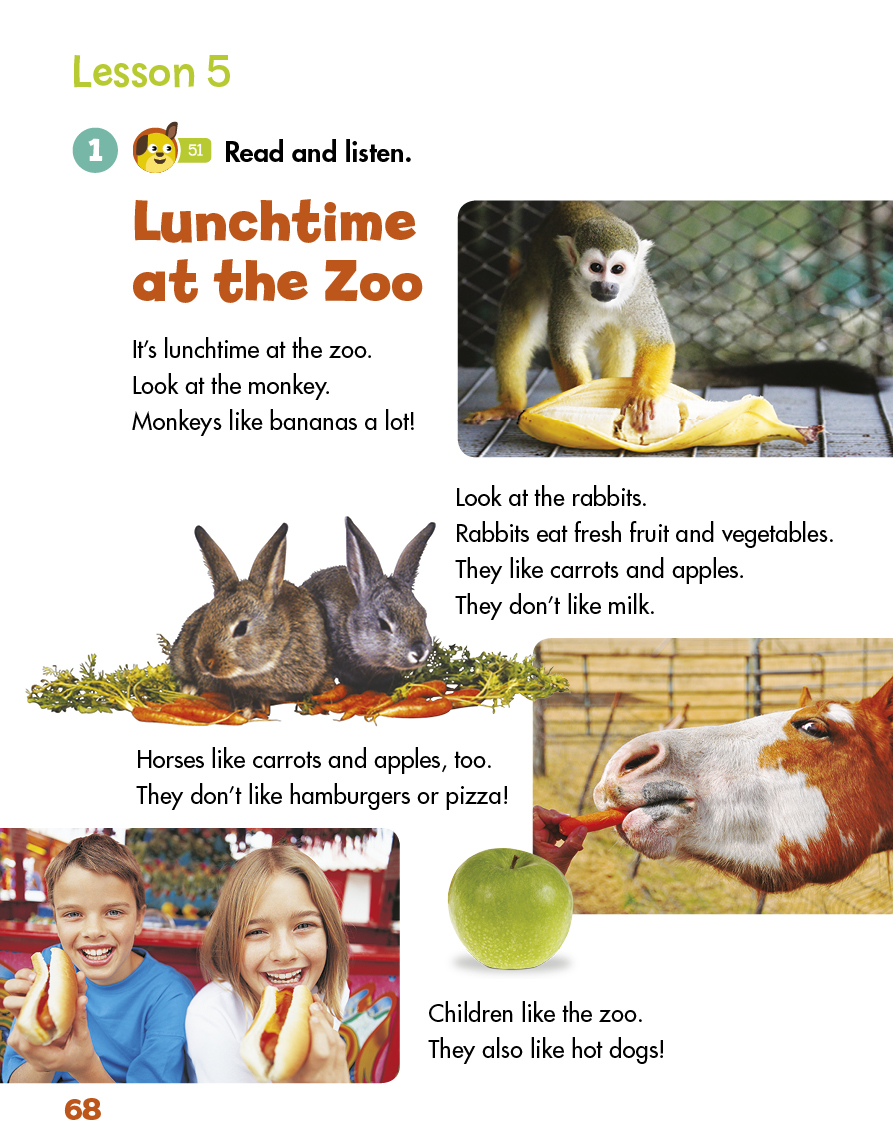 Lesson 5
1 51 Read and listen.
Lunchtime
at the Zoo
It's lunchtime at the zoo.
Look at the monkey.
Monkeys like bananas a lot!
Look at the rabbits.
Rabbits eat fresh fruit and vegetables.
They like carrots and apples.
They don't like milk.
Horses like carrots and apples, too.
They don't like hamburgers or pizza!
Children like the zoo.
They also like hot dogs!
68